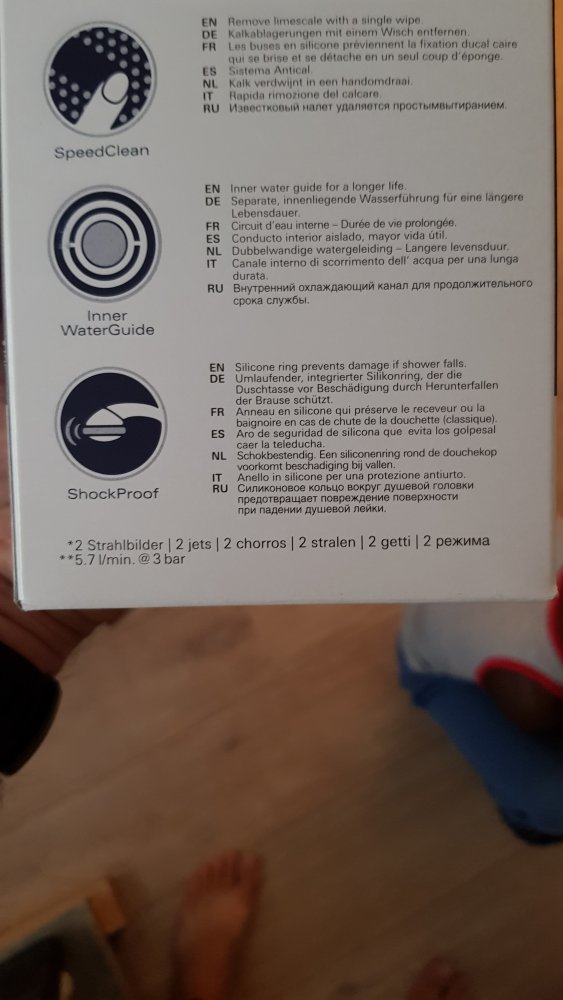 EN Remove limescale with a single wipe.
DE Kalkablagerungen mit einem Wisch entfernen.
FR Les buses en silicone préviennent la fixation ducal caire
qui se brise et se détache en un seul coup d'éponge.
ES Sistema Antical.
NL Kalk verdwijnt in een handomdraai.
IT Rapida rimozione del calcare.
RU Известковый налет удаляется простымвытиранием.
SpeedClean
EN Inner water guide for a longer life.
DE Separate, innenliegende Wasserführung für eine längere
Lebensdauer.
FR Circuit d'eau interne – Durée de vie prolongée.
ES Conducto interior aislado, mayor vida útil.
NL Dubbelwandige watergeleiding – Langere levensduur.
IT Canale interno di scorrimento dell' acqua per una lunga
durata.
RU Внутренний охлаждающий канал для продолжительного
срока службы.
Inner
WaterGuide
EN Silicone ring prevents damage if shower falls.
DE Umlaufender, integrierter Silikonring, der die
Duschtasse vor Beschädigung durch Herunterfallen
der Brause schützt.
FR Anneau en silicone qui préserve le receveur ou la
baignoire en cas de chute de la douchette (classique).
ES Aro de seguridad de silicona que evita los golpesal
caer la teleducha.
NL Schokbestendig. Een siliconenring rond de douchekop
voorkomt beschadiging bij vallen.
IT Anello in silicone per una protezione antiurto.
RU Силиконовое кольцо вокруг душевой головки
предотвращает повреждение поверхности
при падении душевой лейки.
ShockProof
*2 Strahlbilder | 2 jets | 2 chorros | 2 stralen | 2 getti | 2 режима
**5.7 l/min. @ 3 bar